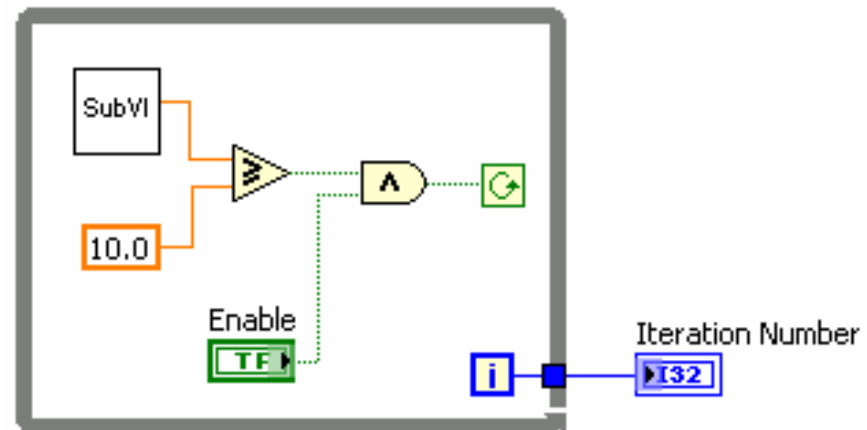 SubVI
≥
∧
10.0
Enable
TF
i
Iteration Number
I32